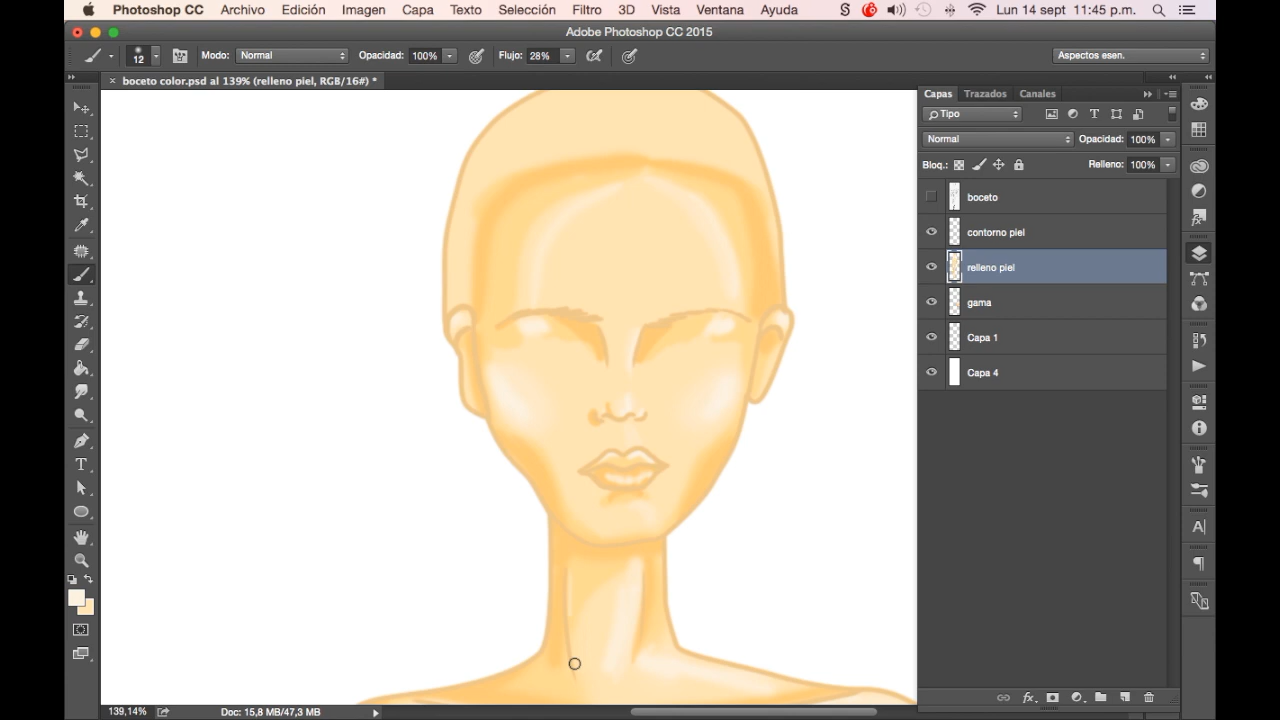 Photoshop CC Archivo Edición Imagen Capa Texto Selección Filtro 3D Vista Ventana Ayuda Lun 14 sept 11:45 p.m.
Adobe Photoshop CC 2015
12 Modo: Normal Opacidad: 100% Flujo: 28% Aspectos esen.
× boceto color.psd al 139% (relleno piel, RGB/16#) *
Capas Trazados Canales
Tipo
Normal Opacidad: 100%
Bloq.: Relleno: 100%
boceto
contorno piel
relleno piel
gama
Capa 1
Capa 4
139,14% Doc: 15,8 MB/47,3 MB